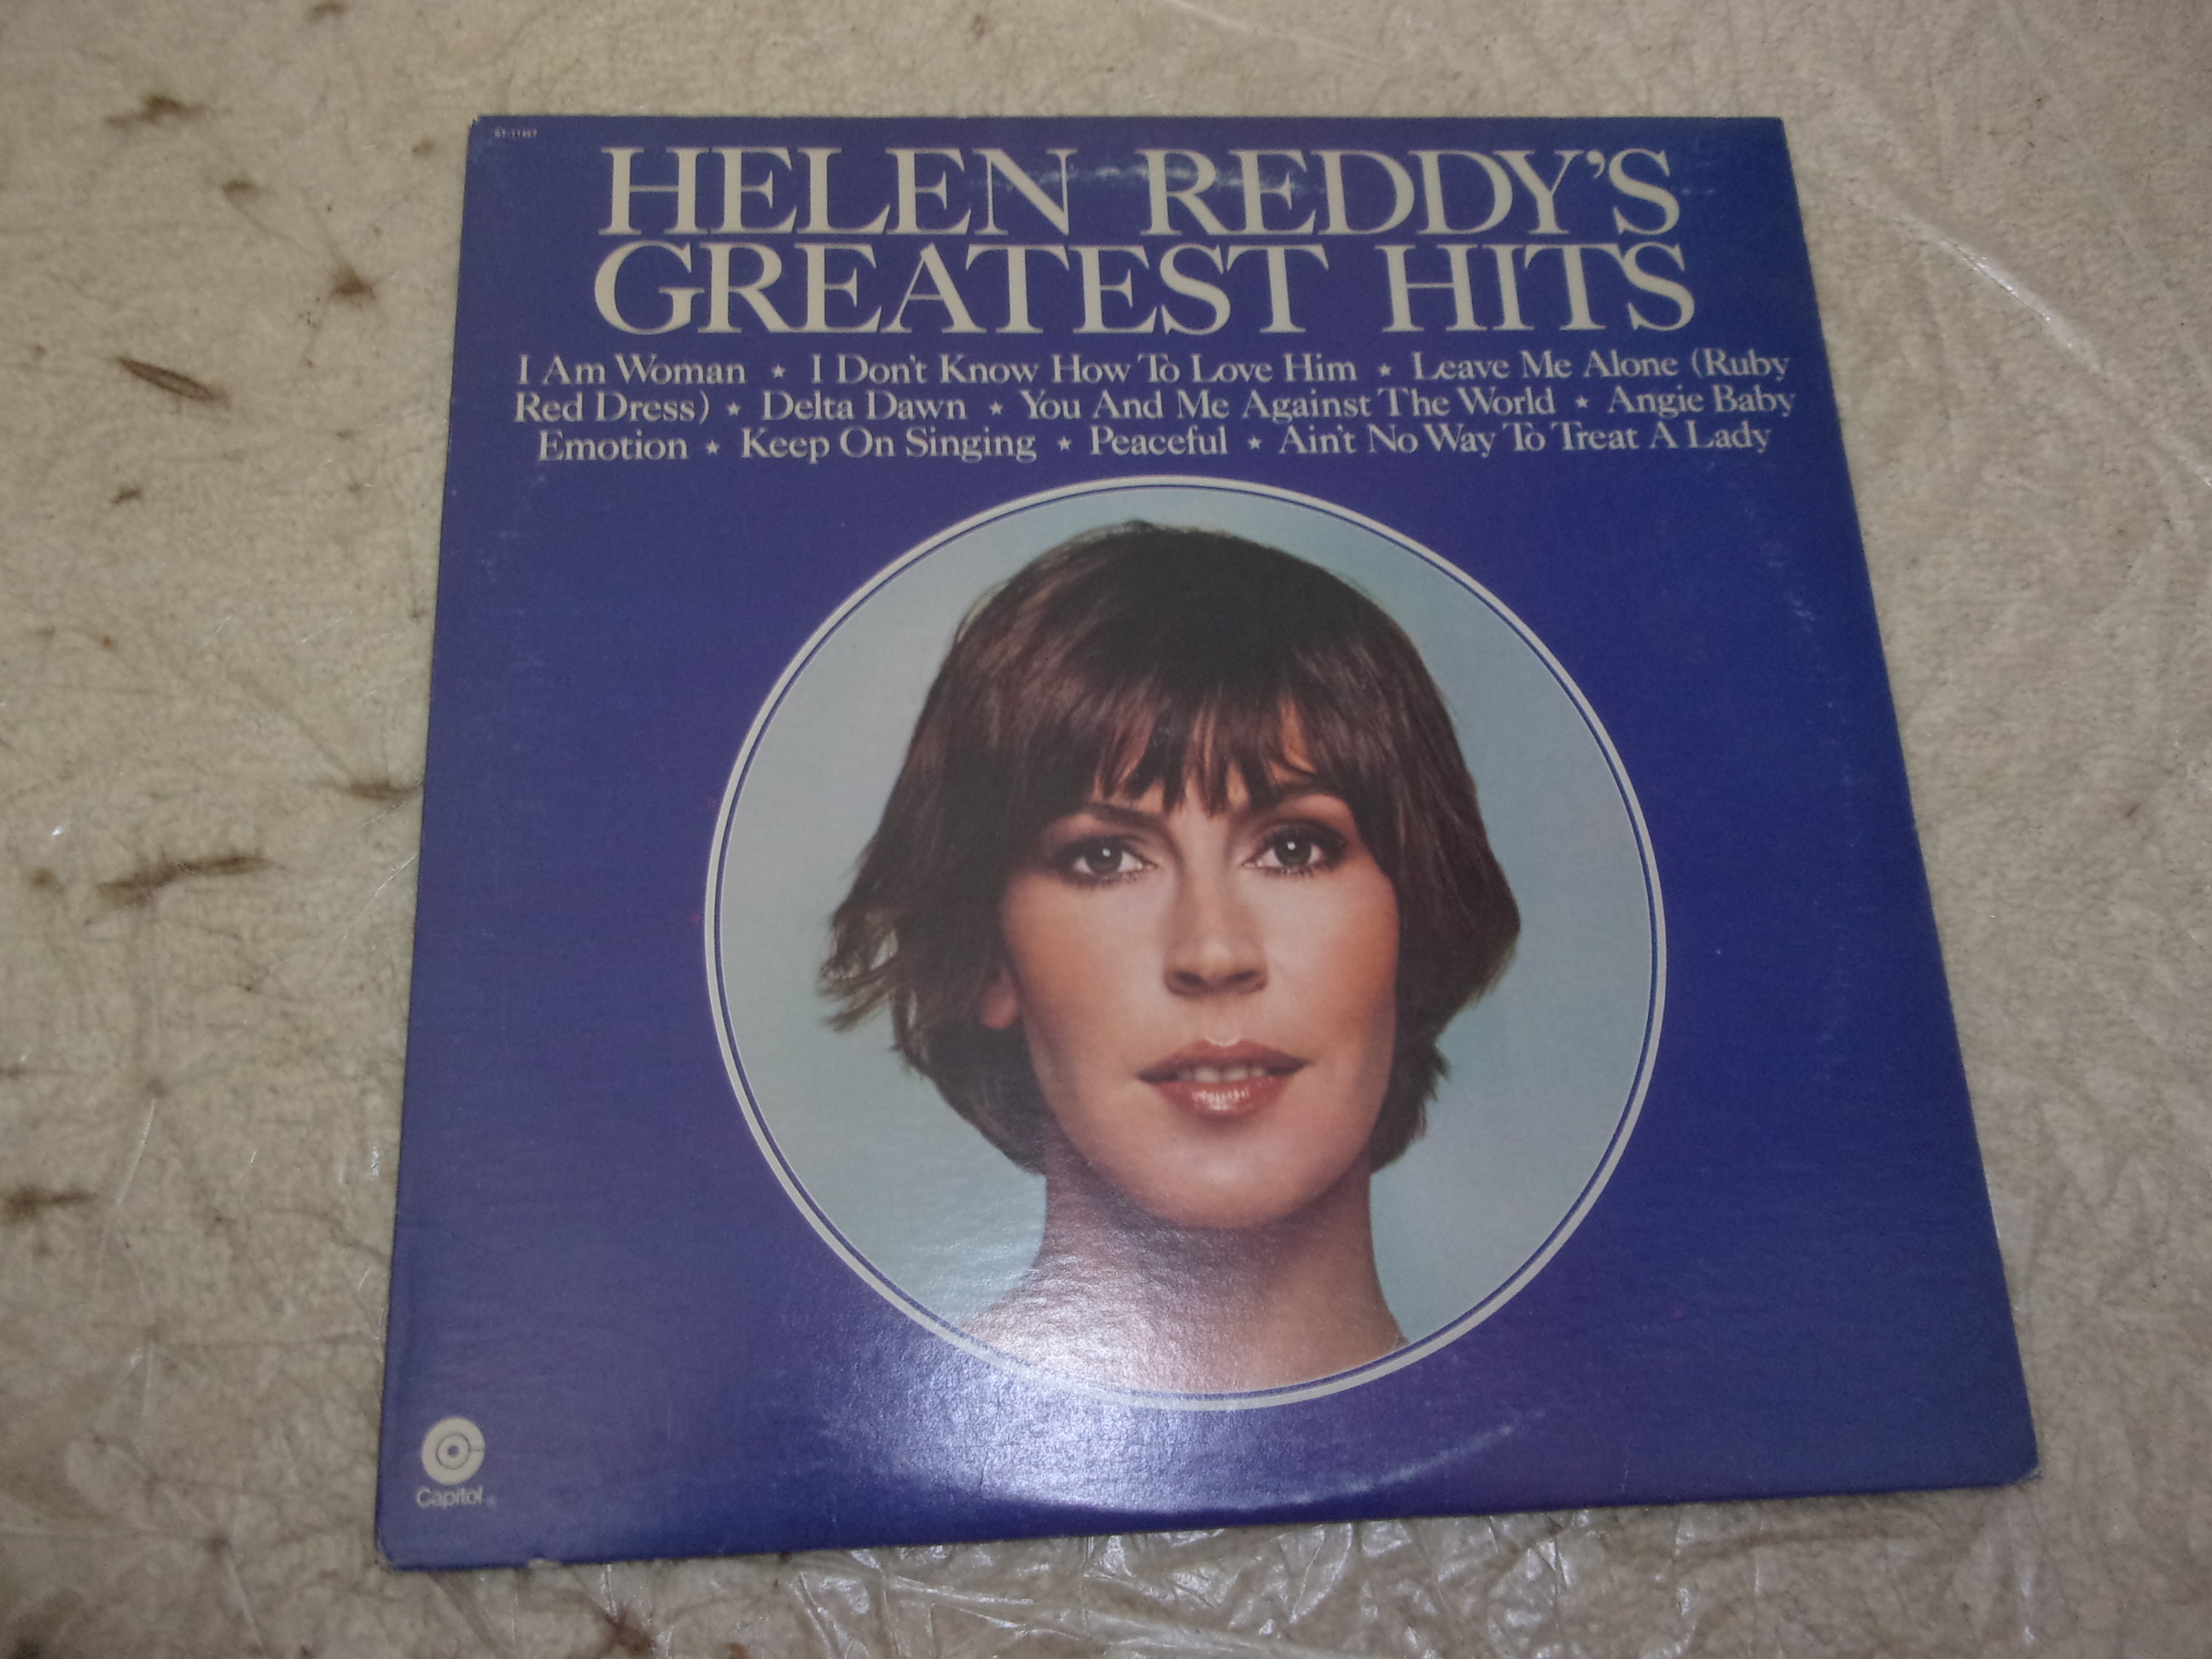 ST-11467
HELEN REDDY'S
GREATEST HITS
I Am Woman ★ I Don't Know How To Love Him ★ Leave Me Alone (Ruby
Red Dress) ★ Delta Dawn ★ You And Me Against The World ★ Angie Baby
Emotion ★ Keep On Singing ★ Peaceful ★ Ain't No Way To Treat A Lady
Capitol